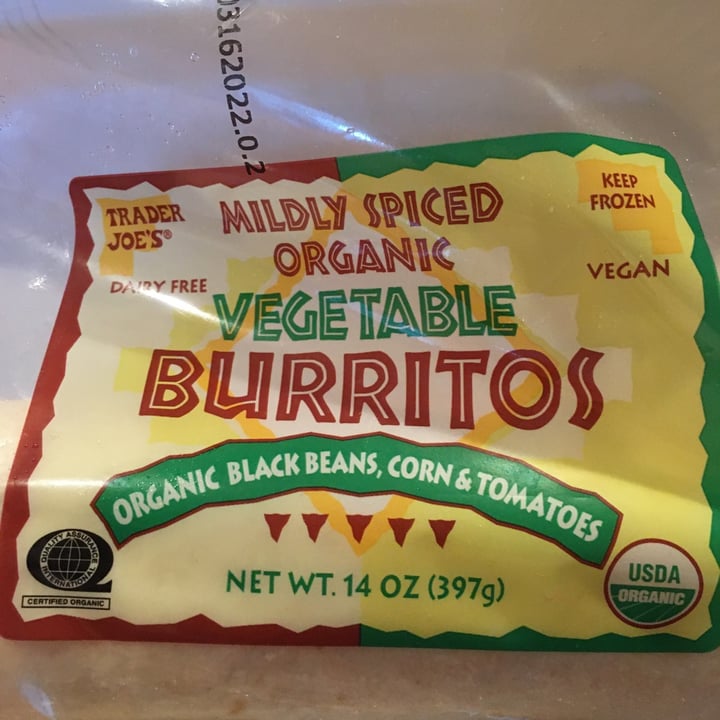 03162022.0.2
TRADER
JOE'S®
MILDLY SPICED
ORGANIC
VEGETABLE
BURRITOS
KEEP
FROZEN
DAIRY FREE
VEGAN
ORGANIC BLACK BEANS, CORN & TOMATOES
QUALITY ASSURANCE
INTERNATIONAL
CERTIFIED ORGANIC
NET WT. 14 OZ (397g)
USDA
ORGANIC